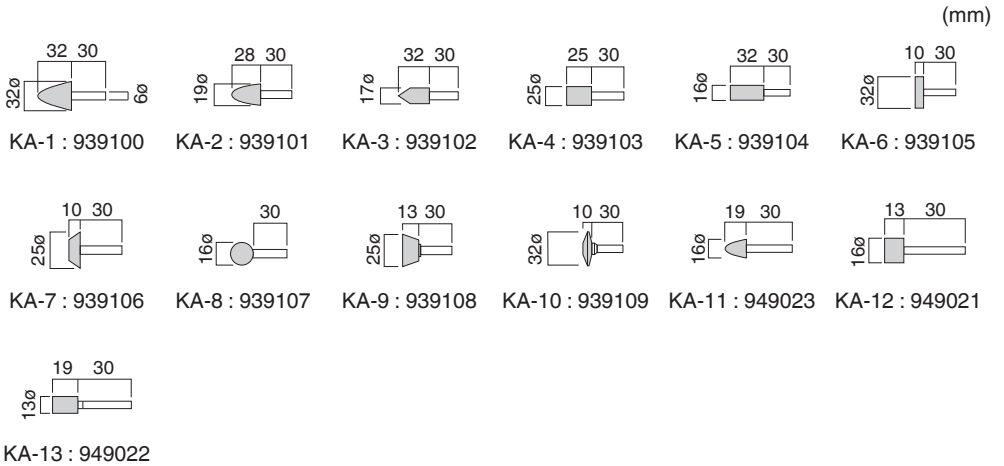 (mm)
32 30 28 30 32 30 25 30 32 30 10 30
32ø 6ø 19ø 17ø 25ø 16ø 32ø
KA-1 : 939100 KA-2 : 939101 KA-3 : 939102 KA-4 : 939103 KA-5 : 939104 KA-6 : 939105
10 30 30 13 30 10 30 19 30 13 30
25ø 16ø 25ø 32ø 16ø 16ø
KA-7 : 939106 KA-8 : 939107 KA-9 : 939108 KA-10 : 939109 KA-11 : 949023 KA-12 : 949021
19 30
13ø
KA-13 : 949022